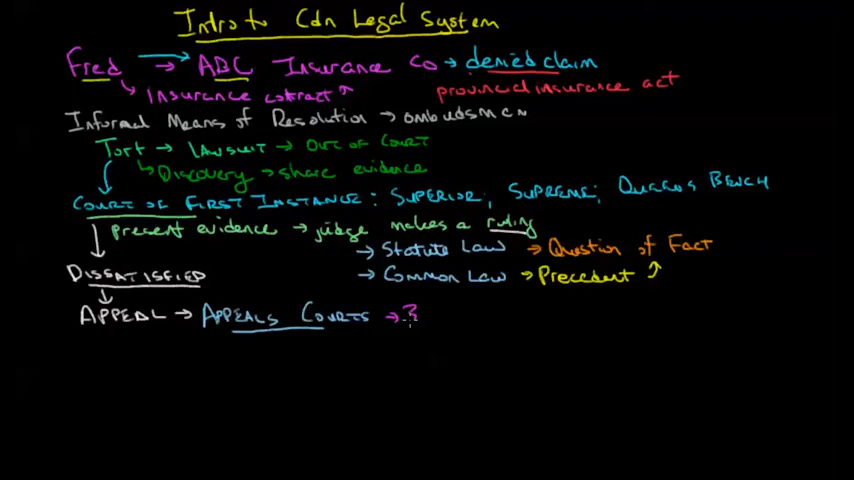 Intro to Cdn Legal System
Fred → ABC Insurance Co → denied claim
Insurance contract
provincial insurance act
Informal Means of Resolution → ombudsmen
Tort → LAWSUIT → OUT OF COURT
Discovery → share evidence
COURT OF FIRST INSTANCE: SUPERIOR; SUPREME; QUEENS BENCH
present evidence → judge makes a ruling
→ Statute Law → Question of Fact
DISSATISFIED → Common Law → Precedent
APPEAL → APPEALS COURTS → 3